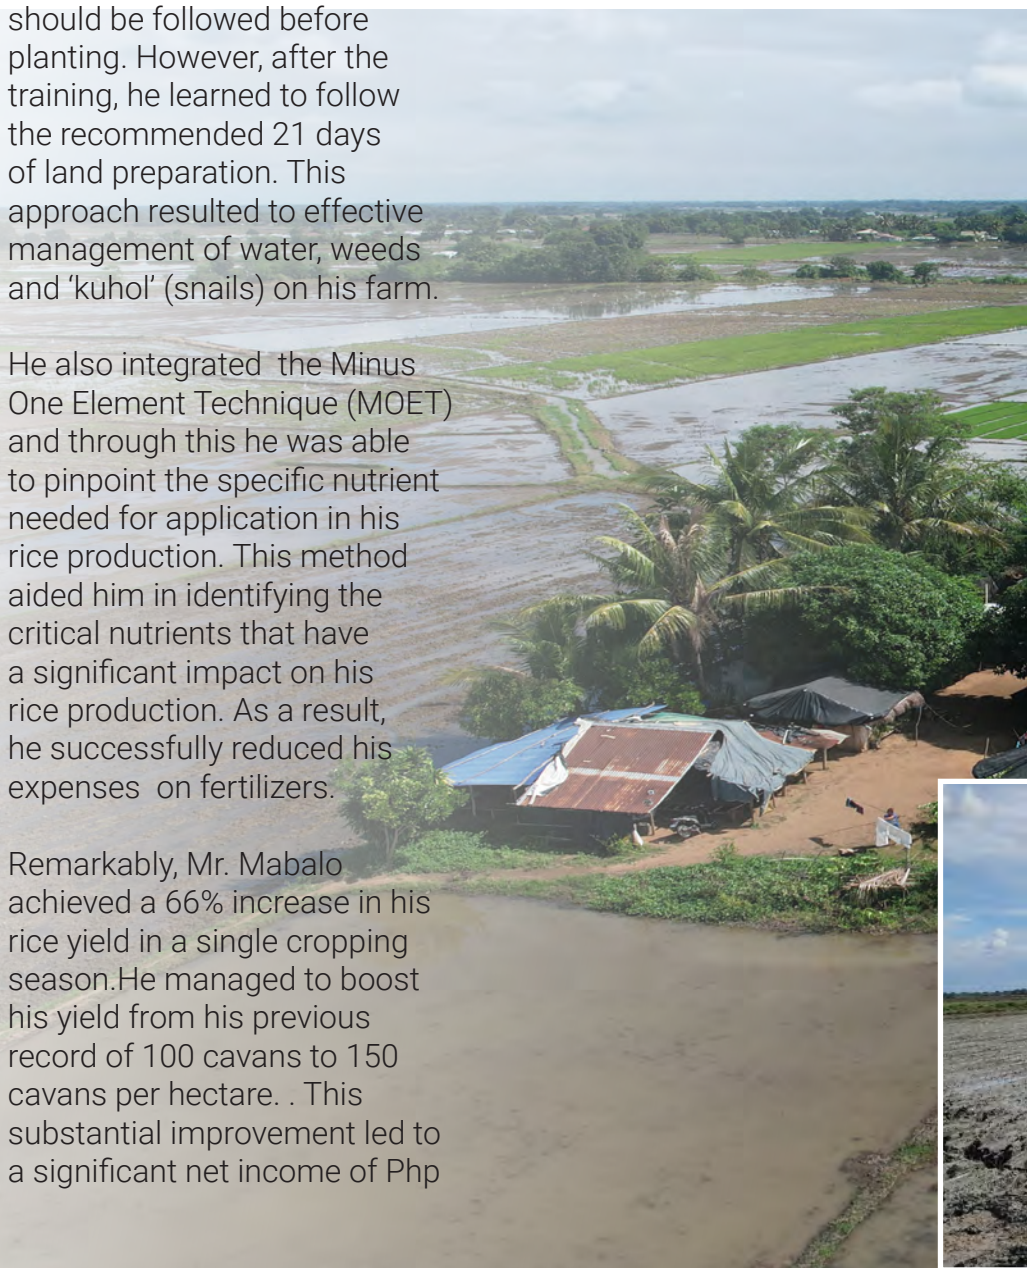 should be followed before
planting. However, after the
training, he learned to follow
the recommended 21 days
of land preparation. This
approach resulted to effective
management of water, weeds
and ‘kuhol’ (snails) on his farm.
He also integrated  the Minus
One Element Technique (MOET)
and through this he was able
to pinpoint the specific nutrient
needed for application in his
rice production. This method
aided him in identifying the
critical nutrients that have
a significant impact on his
rice production. As a result,
he successfully reduced his
expenses  on fertilizers.
Remarkably, Mr. Mabalo
achieved a 66% increase in his
rice yield in a single cropping
season.He managed to boost
his yield from his previous
record of 100 cavans to 150
cavans per hectare. . This
substantial improvement led to
a significant net income of Php